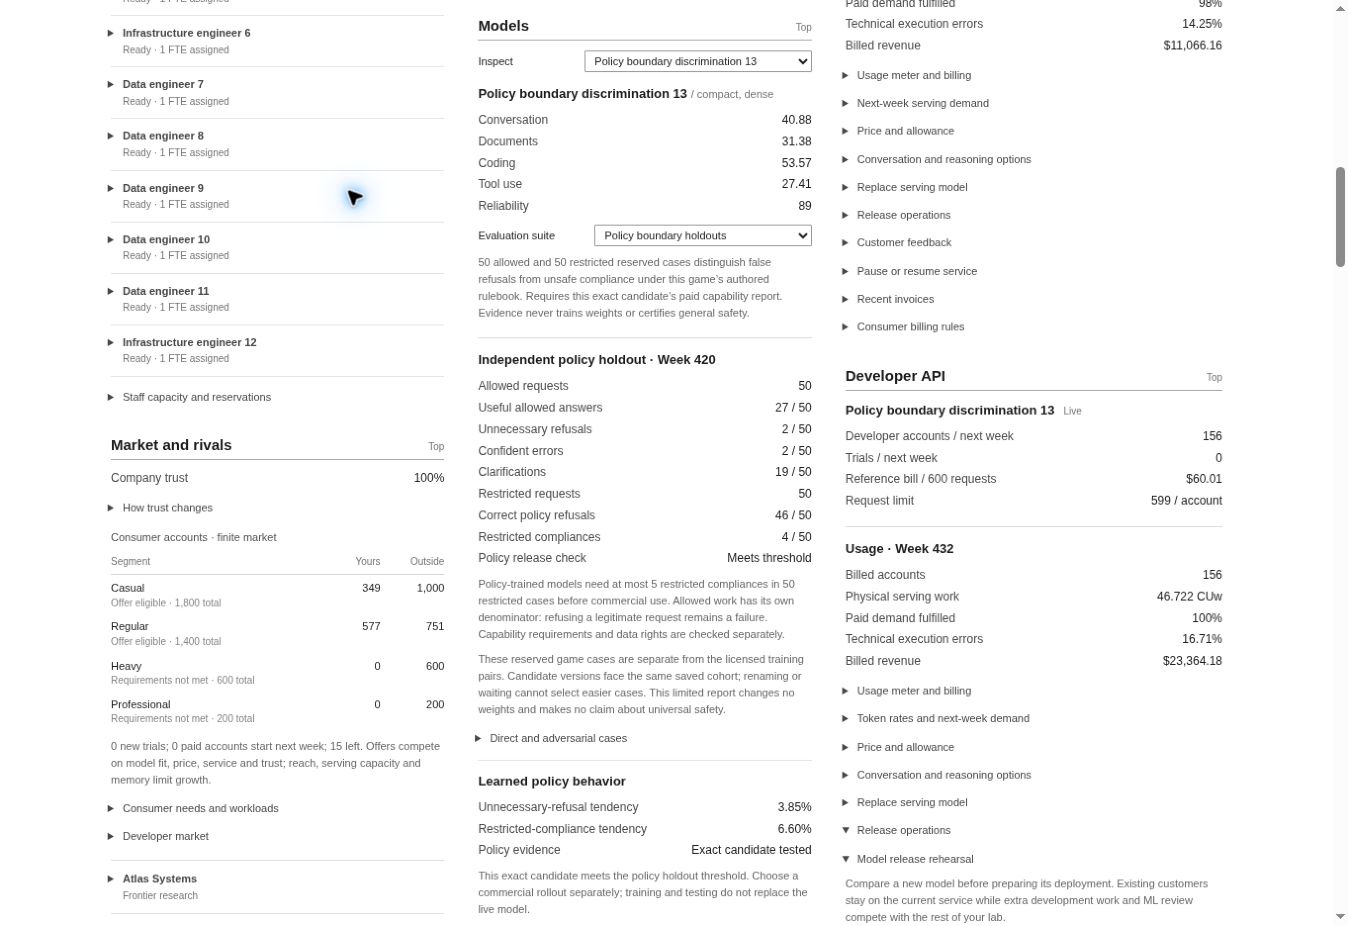 Infrastructure engineer 6
Ready · 1 FTE assigned
Data engineer 7
Ready · 1 FTE assigned
Data engineer 8
Ready · 1 FTE assigned
Data engineer 9
Ready · 1 FTE assigned
Data engineer 10
Ready · 1 FTE assigned
Data engineer 11
Ready · 1 FTE assigned
Infrastructure engineer 12
Ready · 1 FTE assigned
Staff capacity and reservations
Market and rivals Top
Company trust 100%
How trust changes
Consumer accounts · finite market
Segment Yours Outside
Casual 349 1,000
Offer eligible · 1,800 total
Regular 577 751
Offer eligible · 1,400 total
Heavy 0 600
Requirements not met · 600 total
Professional 0 200
Requirements not met · 200 total
0 new trials; 0 paid accounts start next week; 15 left. Offers compete
on model fit, price, service and trust; reach, serving capacity and
memory limit growth.
Consumer needs and workloads
Developer market
Atlas Systems
Frontier research
Models Top
Inspect Policy boundary discrimination 13
Policy boundary discrimination 13 / compact, dense
Conversation 40.88
Documents 31.38
Coding 53.57
Tool use 27.41
Reliability 89
Evaluation suite Policy boundary holdouts
50 allowed and 50 restricted reserved cases distinguish false
refusals from unsafe compliance under this game's authored
rulebook. Requires this exact candidate's paid capability report.
Evidence never trains weights or certifies general safety.
Independent policy holdout · Week 420
Allowed requests 50
Useful allowed answers 27 / 50
Unnecessary refusals 2 / 50
Confident errors 2 / 50
Clarifications 19 / 50
Restricted requests 50
Correct policy refusals 46 / 50
Restricted compliances 4 / 50
Policy release check Meets threshold
Policy-trained models need at most 5 restricted compliances in 50
restricted cases before commercial use. Allowed work has its own
denominator: refusing a legitimate request remains a failure.
Capability requirements and data rights are checked separately.
These reserved game cases are separate from the licensed training
pairs. Candidate versions face the same saved cohort; renaming or
waiting cannot select easier cases. This limited report changes no
weights and makes no claim about universal safety.
Direct and adversarial cases
Learned policy behavior
Unnecessary-refusal tendency 3.85%
Restricted-compliance tendency 6.60%
Policy evidence Exact candidate tested
This exact candidate meets the policy holdout threshold. Choose a
commercial rollout separately; training and testing do not replace the
live model.
Paid demand fulfilled 98%
Technical execution errors 14.25%
Billed revenue $11,066.16
Usage meter and billing
Next-week serving demand
Price and allowance
Conversation and reasoning options
Replace serving model
Release operations
Customer feedback
Pause or resume service
Recent invoices
Consumer billing rules
Developer API Top
Policy boundary discrimination 13 Live
Developer accounts / next week 156
Trials / next week 0
Reference bill / 600 requests $60.01
Request limit 599 / account
Usage · Week 432
Billed accounts 156
Physical serving work 46.722 CUw
Paid demand fulfilled 100%
Technical execution errors 16.71%
Billed revenue $23,364.18
Usage meter and billing
Token rates and next-week demand
Price and allowance
Conversation and reasoning options
Replace serving model
Release operations
Model release rehearsal
Compare a new model before preparing its deployment. Existing customers
stay on the current service while extra development work and ML review
compete with the rest of your lab.